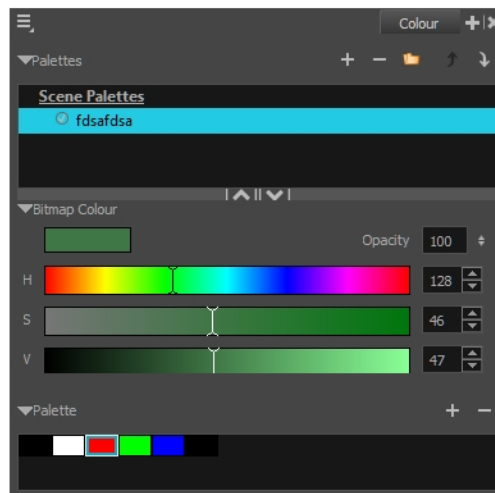 Colour
Palettes
Scene Palettes
fdsafdsa
Bitmap Colour
Opacity 100
H 128
S 46
V 47
Palette